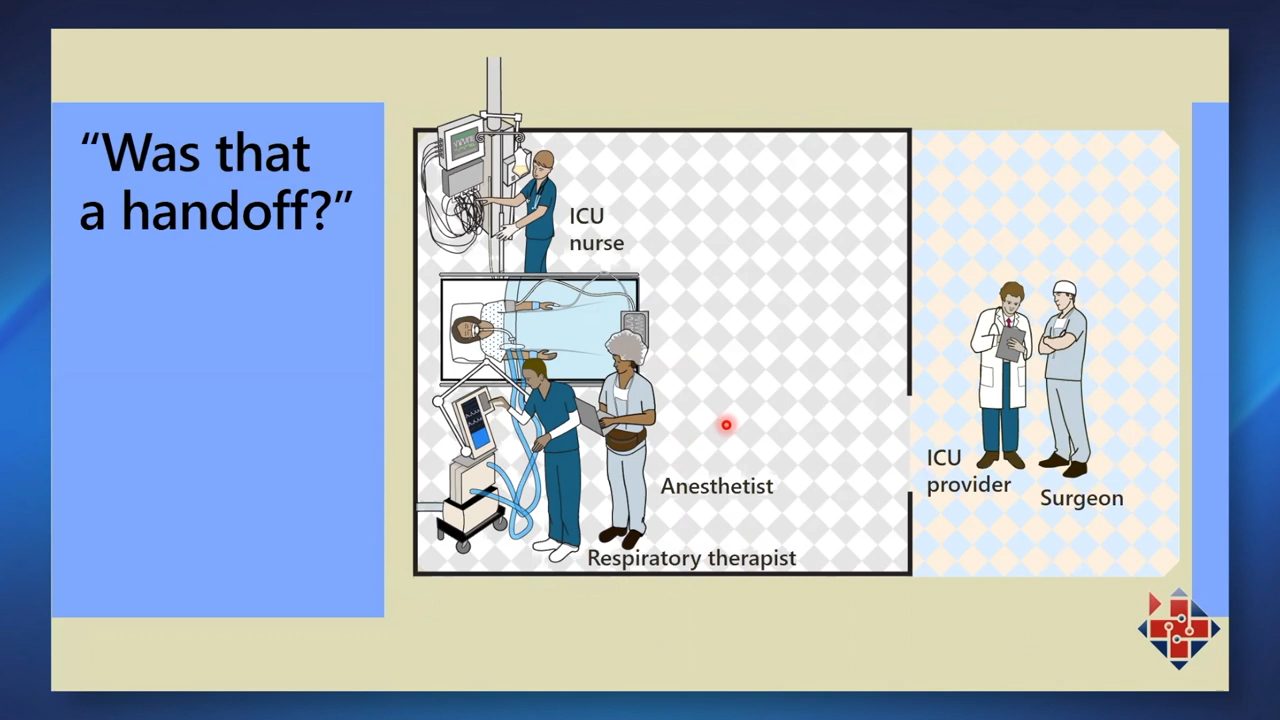 “Was that
a handoff?”
ICU
nurse
Anesthetist
Respiratory therapist
ICU
provider
Surgeon